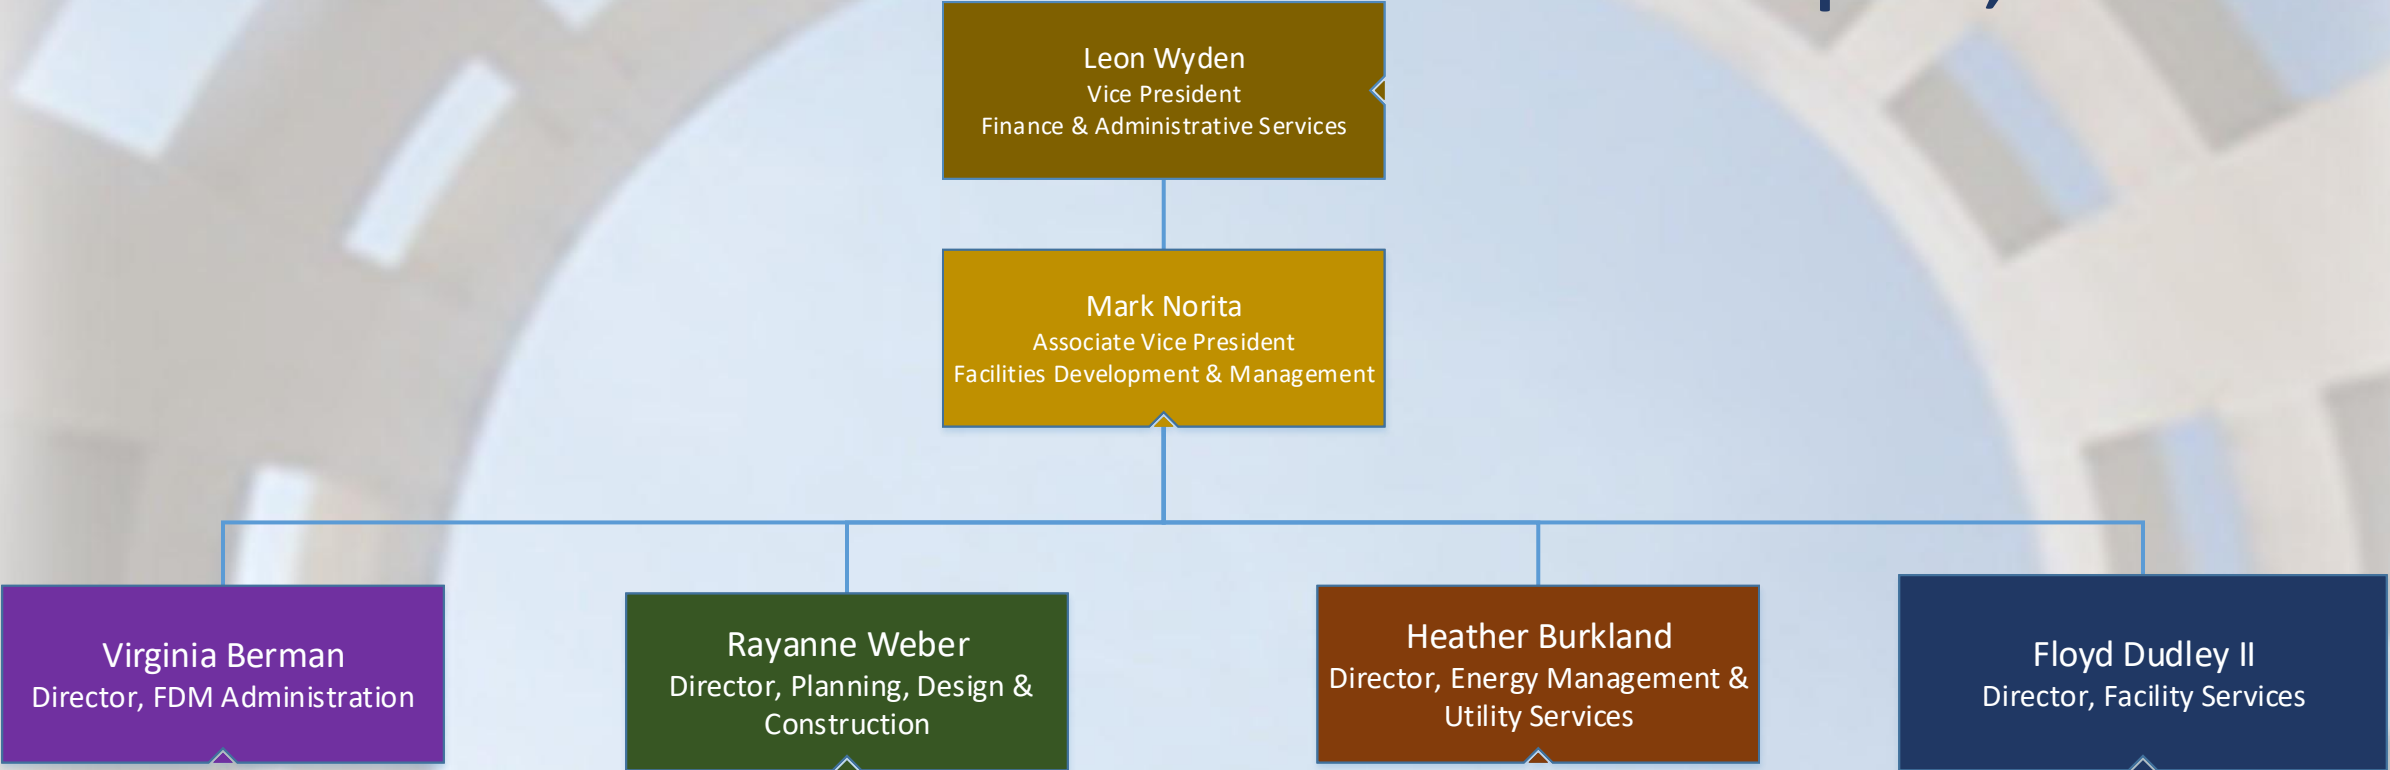 Leon Wyden
Vice President
Finance & Administrative Services
Mark Norita
Associate Vice President
Facilities Development & Management
Virginia Berman
Director, FDM Administration
Rayanne Weber
Director, Planning, Design &
Construction
Heather Burkland
Director, Energy Management &
Utility Services
Floyd Dudley II
Director, Facility Services